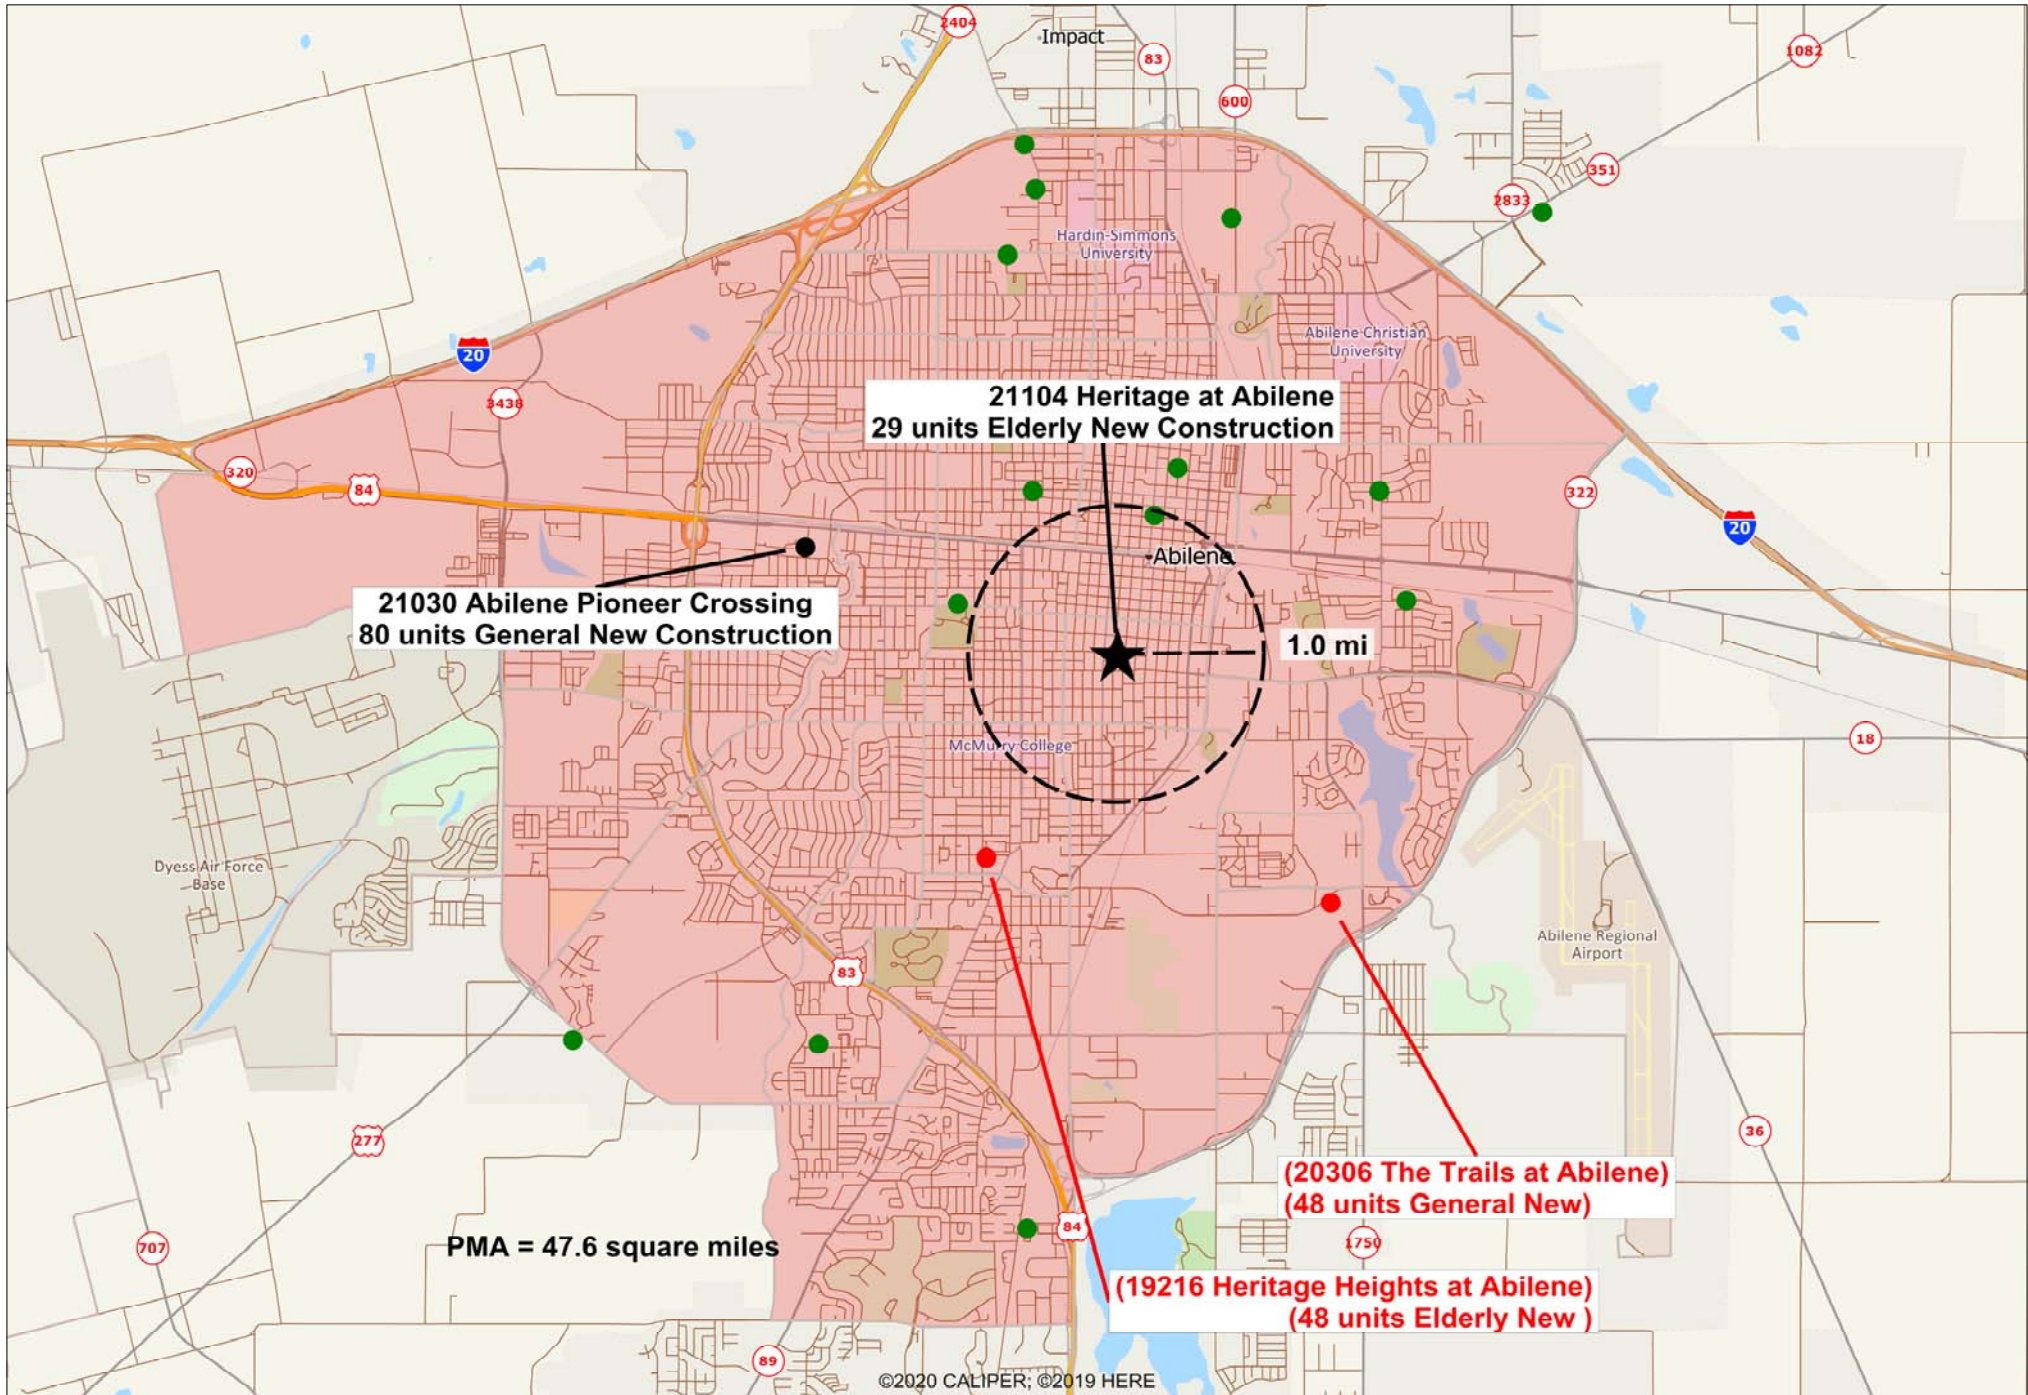 2404
Impact
83
1082
600
351
2833
Hardin-Simmons
University
Abilene Christian
University
20
3438
21104 Heritage at Abilene
29 units Elderly New Construction
320
84
322
20
Abilene
21030 Abilene Pioneer Crossing
80 units General New Construction
1.0 mi
McMurry College
18
Dyess Air Force
Base
Abilene Regional
Airport
83
277
36
(20306 The Trails at Abilene)
(48 units General New)
84
1750
707
PMA = 47.6 square miles
(19216 Heritage Heights at Abilene)
(48 units Elderly New )
89
©2020 CALIPER; ©2019 HERE